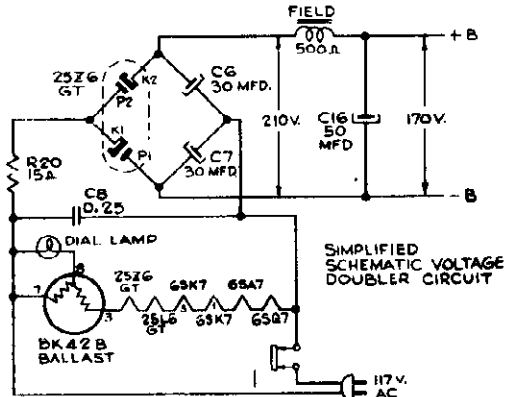 FIELD
500Ω
+ B
25Z6
GT
K2
P2
K1
P1
C6
30 MFD.
C7
30 MFD
210V.
C16
50
MFD
170V.
- B
R20
15Ω
C8
0.25
DIAL LAMP
SIMPLIFIED
SCHEMATIC VOLTAGE
DOUBLER CIRCUIT
25Z6
GT
6SK7
6SA7
25L6
GT
6SK7
6SQ7
7
8
3
BK42B
BALLAST
117 V.
AC